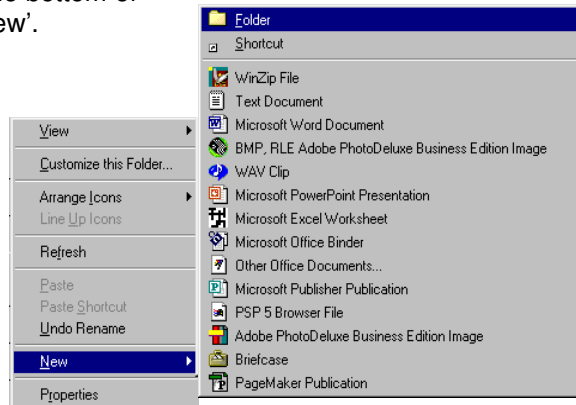 ew'.
Folder
Shortcut
WinZip File
Text Document
Microsoft Word Document
BMP, RLE Adobe PhotoDeluxe Business Edition Image
WAV Clip
Microsoft PowerPoint Presentation
Microsoft Excel Worksheet
Microsoft Office Binder
Other Office Documents...
Microsoft Publisher Publication
PSP 5 Browser File
Adobe PhotoDeluxe Business Edition Image
Briefcase
PageMaker Publication
View
Customize this Folder...
Arrange Icons
Line Up Icons
Refresh
Paste
Paste Shortcut
Undo Rename
New
Properties